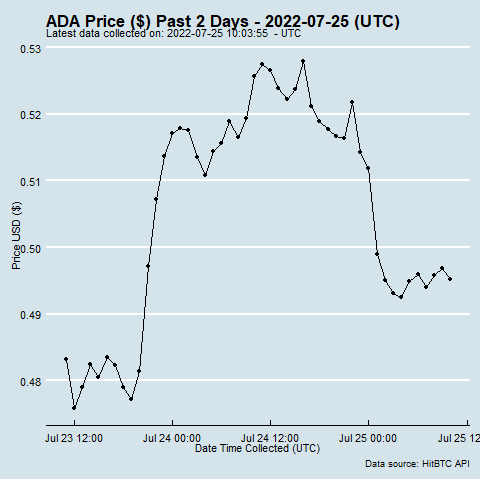 ADA Price ($) Past 2 Days - 2022-07-25 (UTC)
Latest data collected on: 2022-07-25 10:03:55 - UTC
0.53
0.52
0.51
0.50
0.49
0.48
Price USD ($)
Jul 23 12:00 Jul 24 00:00 Jul 24 12:00 Jul 25 00:00 Jul 25 12
Date Time Collected (UTC)
Data source: HitBTC API